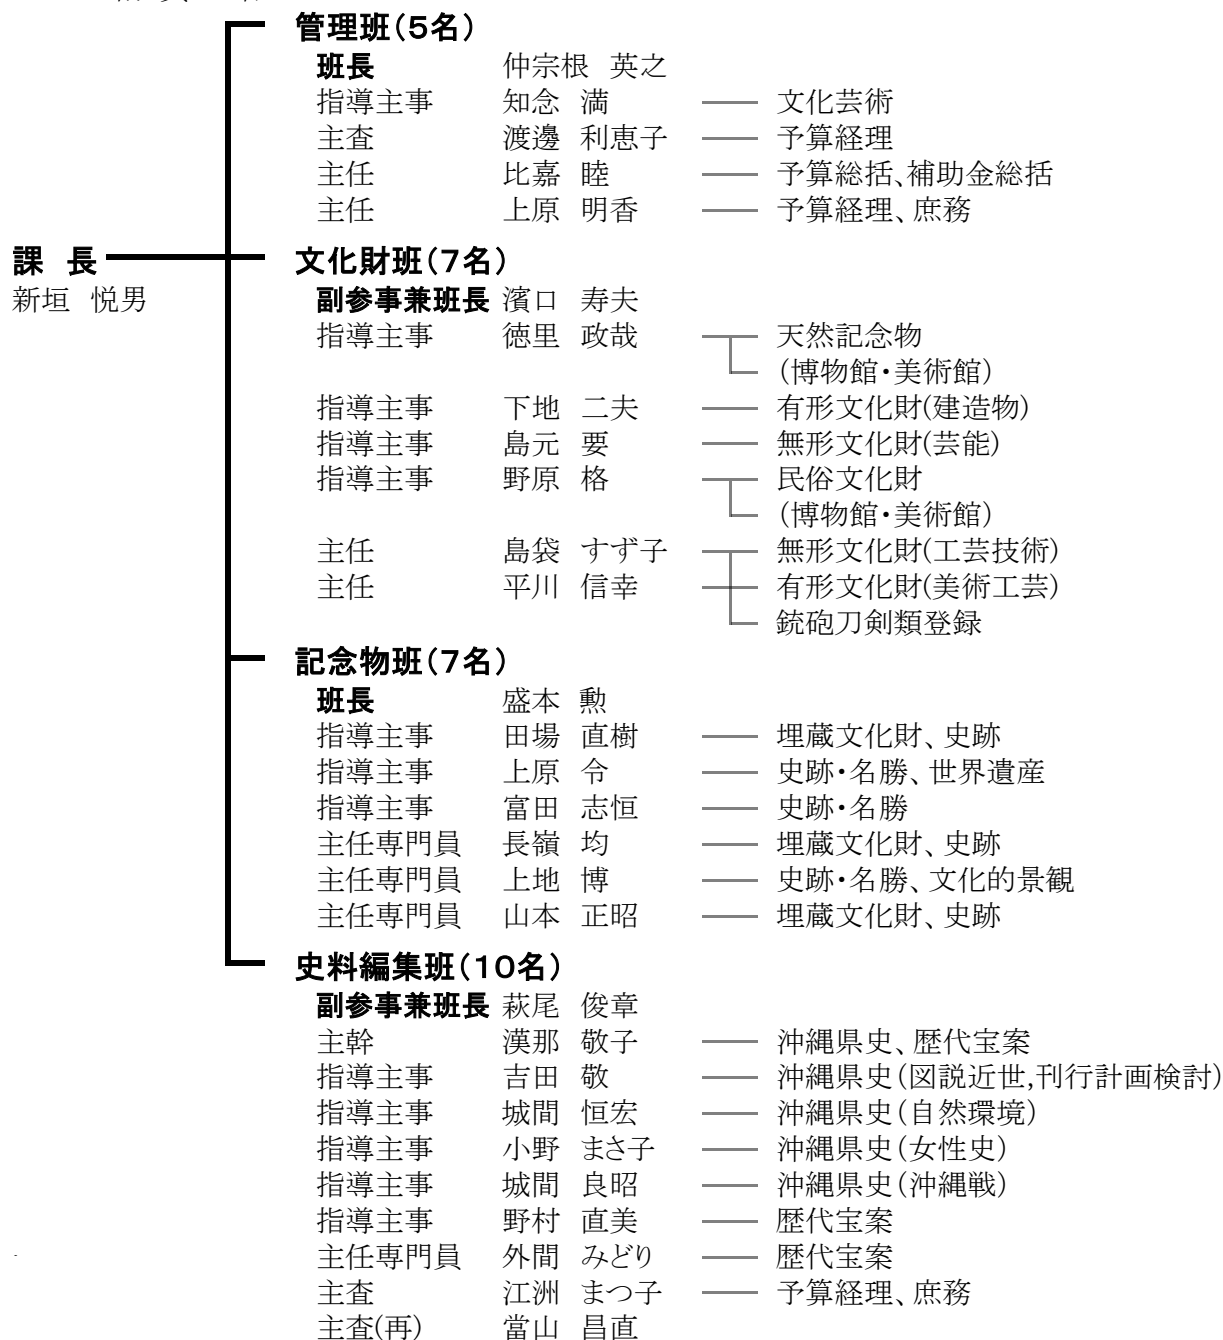 管理班(5名)
班長 仲宗根 英之
指導主事 知念 満 文化芸術
主査 渡邊 利恵子 予算経理
主任 比嘉 睦 予算総括、補助金総括
主任 上原 明香 予算経理、庶務
課 長 文化財班(7名)
新垣 悦男 副参事兼班長 濱口 寿夫
指導主事 徳里 政哉 天然記念物
(博物館・美術館)
指導主事 下地 二夫 有形文化財(建造物)
指導主事 島元 要 無形文化財(芸能)
指導主事 野原 格 民俗文化財
(博物館・美術館)
主任 島袋 すず子 無形文化財(工芸技術)
主任 平川 信幸 有形文化財(美術工芸)
銃砲刀剣類登録
記念物班(7名)
班長 盛本 勲
指導主事 田場 直樹 埋蔵文化財、史跡
指導主事 上原 令 史跡・名勝、世界遺産
指導主事 富田 志恒 史跡・名勝
主任専門員 長嶺 均 埋蔵文化財、史跡
主任専門員 上地 博 史跡・名勝、文化的景観
主任専門員 山本 正昭 埋蔵文化財、史跡
史料編集班(10名)
副参事兼班長 萩尾 俊章
主幹 漢那 敬子 沖縄県史、歴代宝案
指導主事 吉田 敬 沖縄県史(図説近世,刊行計画検討)
指導主事 城間 恒宏 沖縄県史(自然環境)
指導主事 小野 まさ子 沖縄県史(女性史)
指導主事 城間 良昭 沖縄県史(沖縄戦)
指導主事 野村 直美 歴代宝案
主任専門員 外間 みどり 歴代宝案
主査 江洲 まつ子 予算経理、庶務
主査(再) 當山 昌直